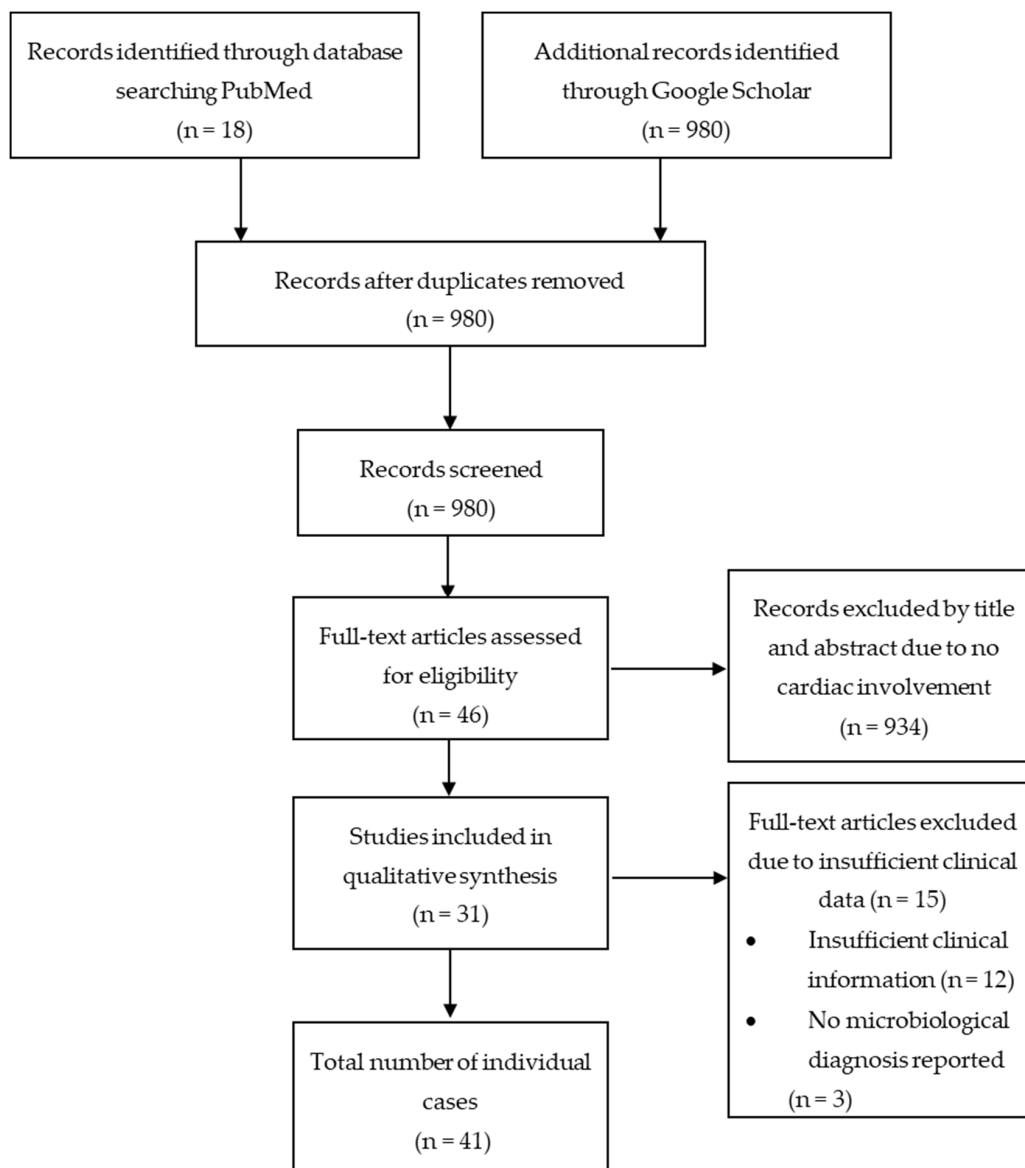 Records identified through database
searching PubMed
(n = 18)
Additional records identified
through Google Scholar
(n = 980)
Records after duplicates removed
(n = 980)
Records screened
(n = 980)
Full-text articles assessed
for eligibility
(n = 46)
Records excluded by title
and abstract due to no
cardiac involvement
(n = 934)
Studies included in
qualitative synthesis
(n = 31)
Full-text articles excluded
due to insufficient clinical
data (n = 15)
• Insufficient clinical
information (n = 12)
• No microbiological
diagnosis reported
(n = 3)
Total number of individual
cases
(n = 41)